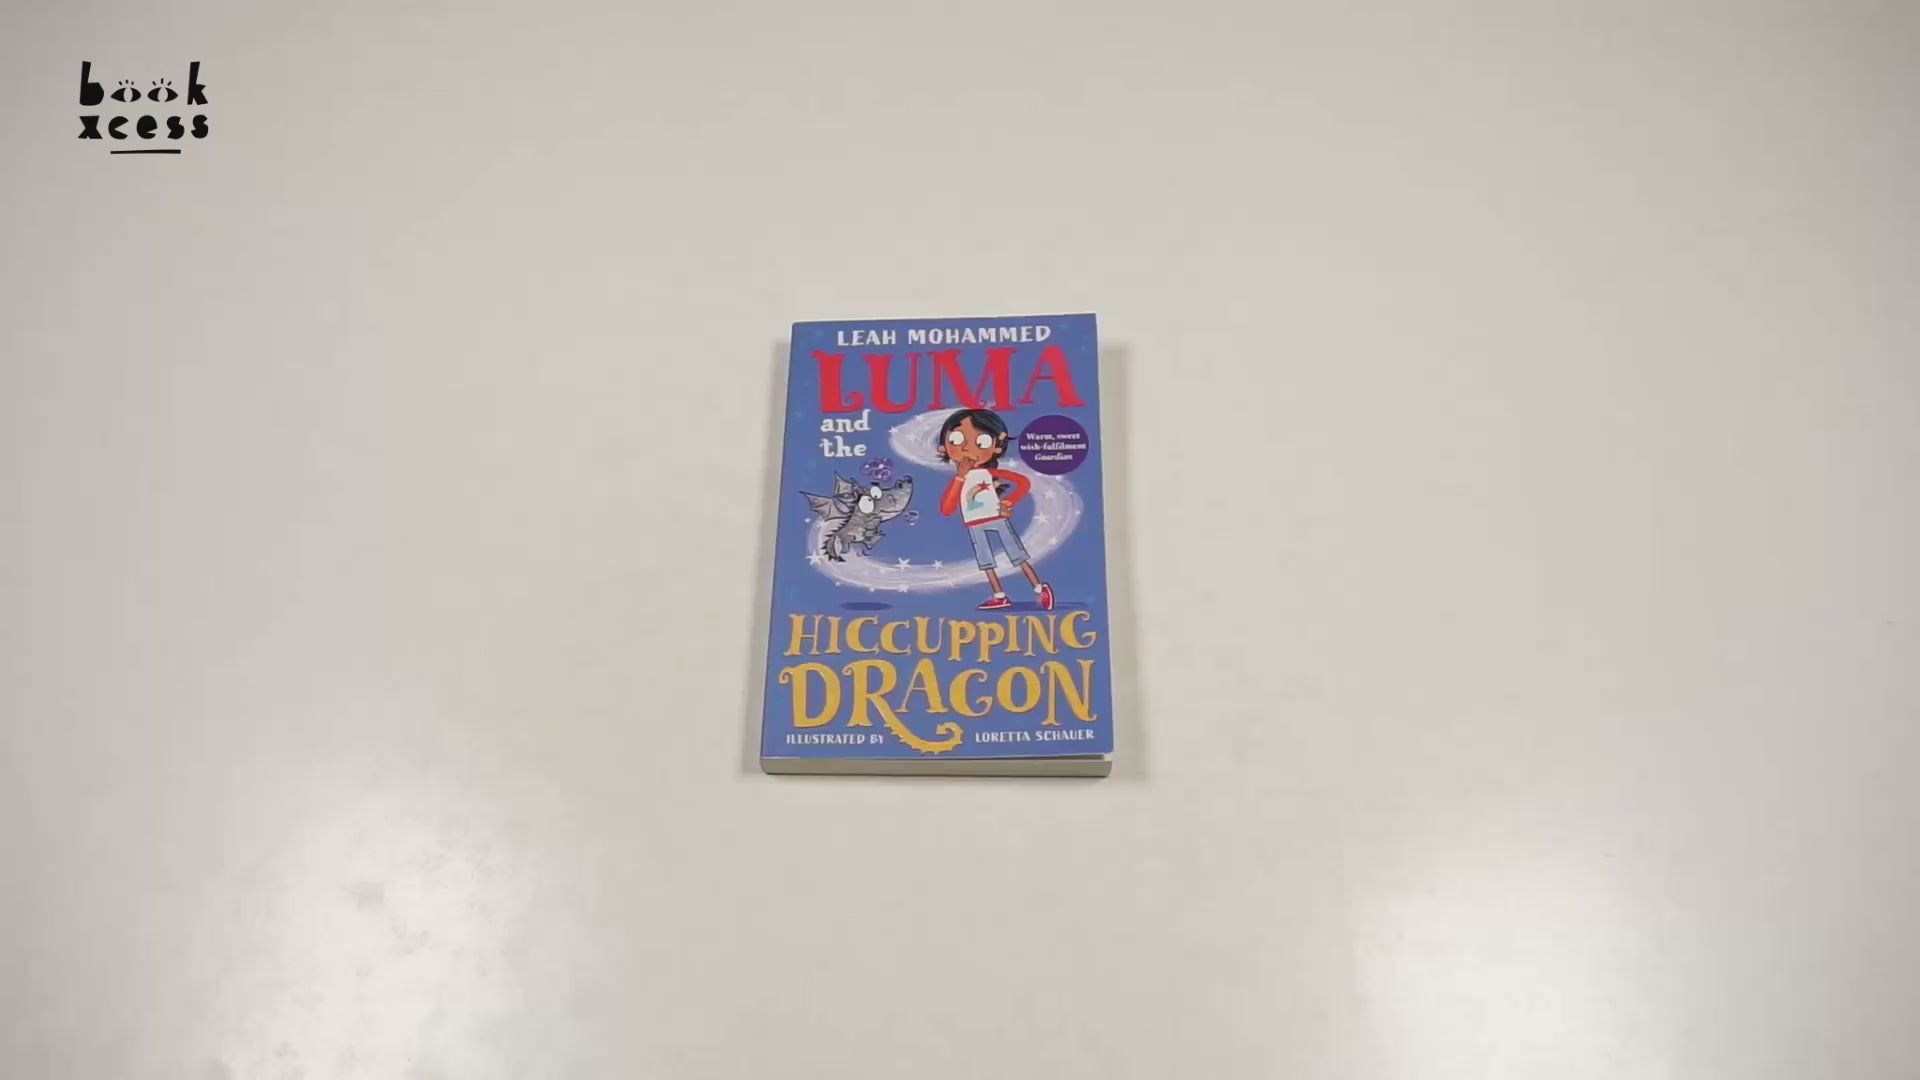 book
xcess
LEAH MOHAMMED
LUMA
and
the
Warm, sweet
wish-fulfilment
Guardian
HICCUPPING
DRAGON
ILLUSTRATED BY LORETTA SCHAUER